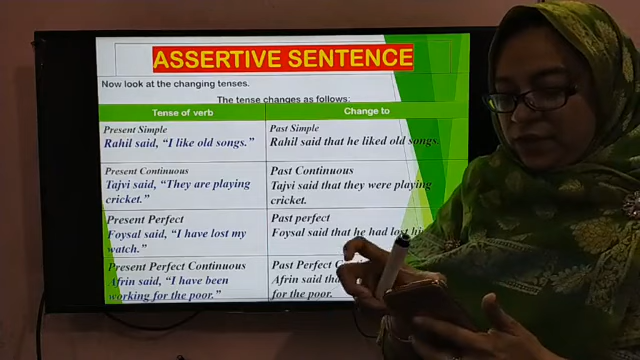 ASSERTIVE SENTENCE
Now look at the changing tenses.
The tense changes as follows:
Tense of verb
Change to
Present Simple
Rahil said, “I like old songs.”
Past Simple
Rahil said that he liked old songs.
Present Continuous
Tajvi said, “They are playing
cricket.”
Past Continuous
Tajvi said that they were playing
cricket.
Present Perfect
Foysal said, “I have lost my
watch.”
Past perfect
Foysal said that he had lost
Present Perfect Continuous
Afrin said, “I have been
working for the poor.”
Past Perfect
Afrin said
for the poor.